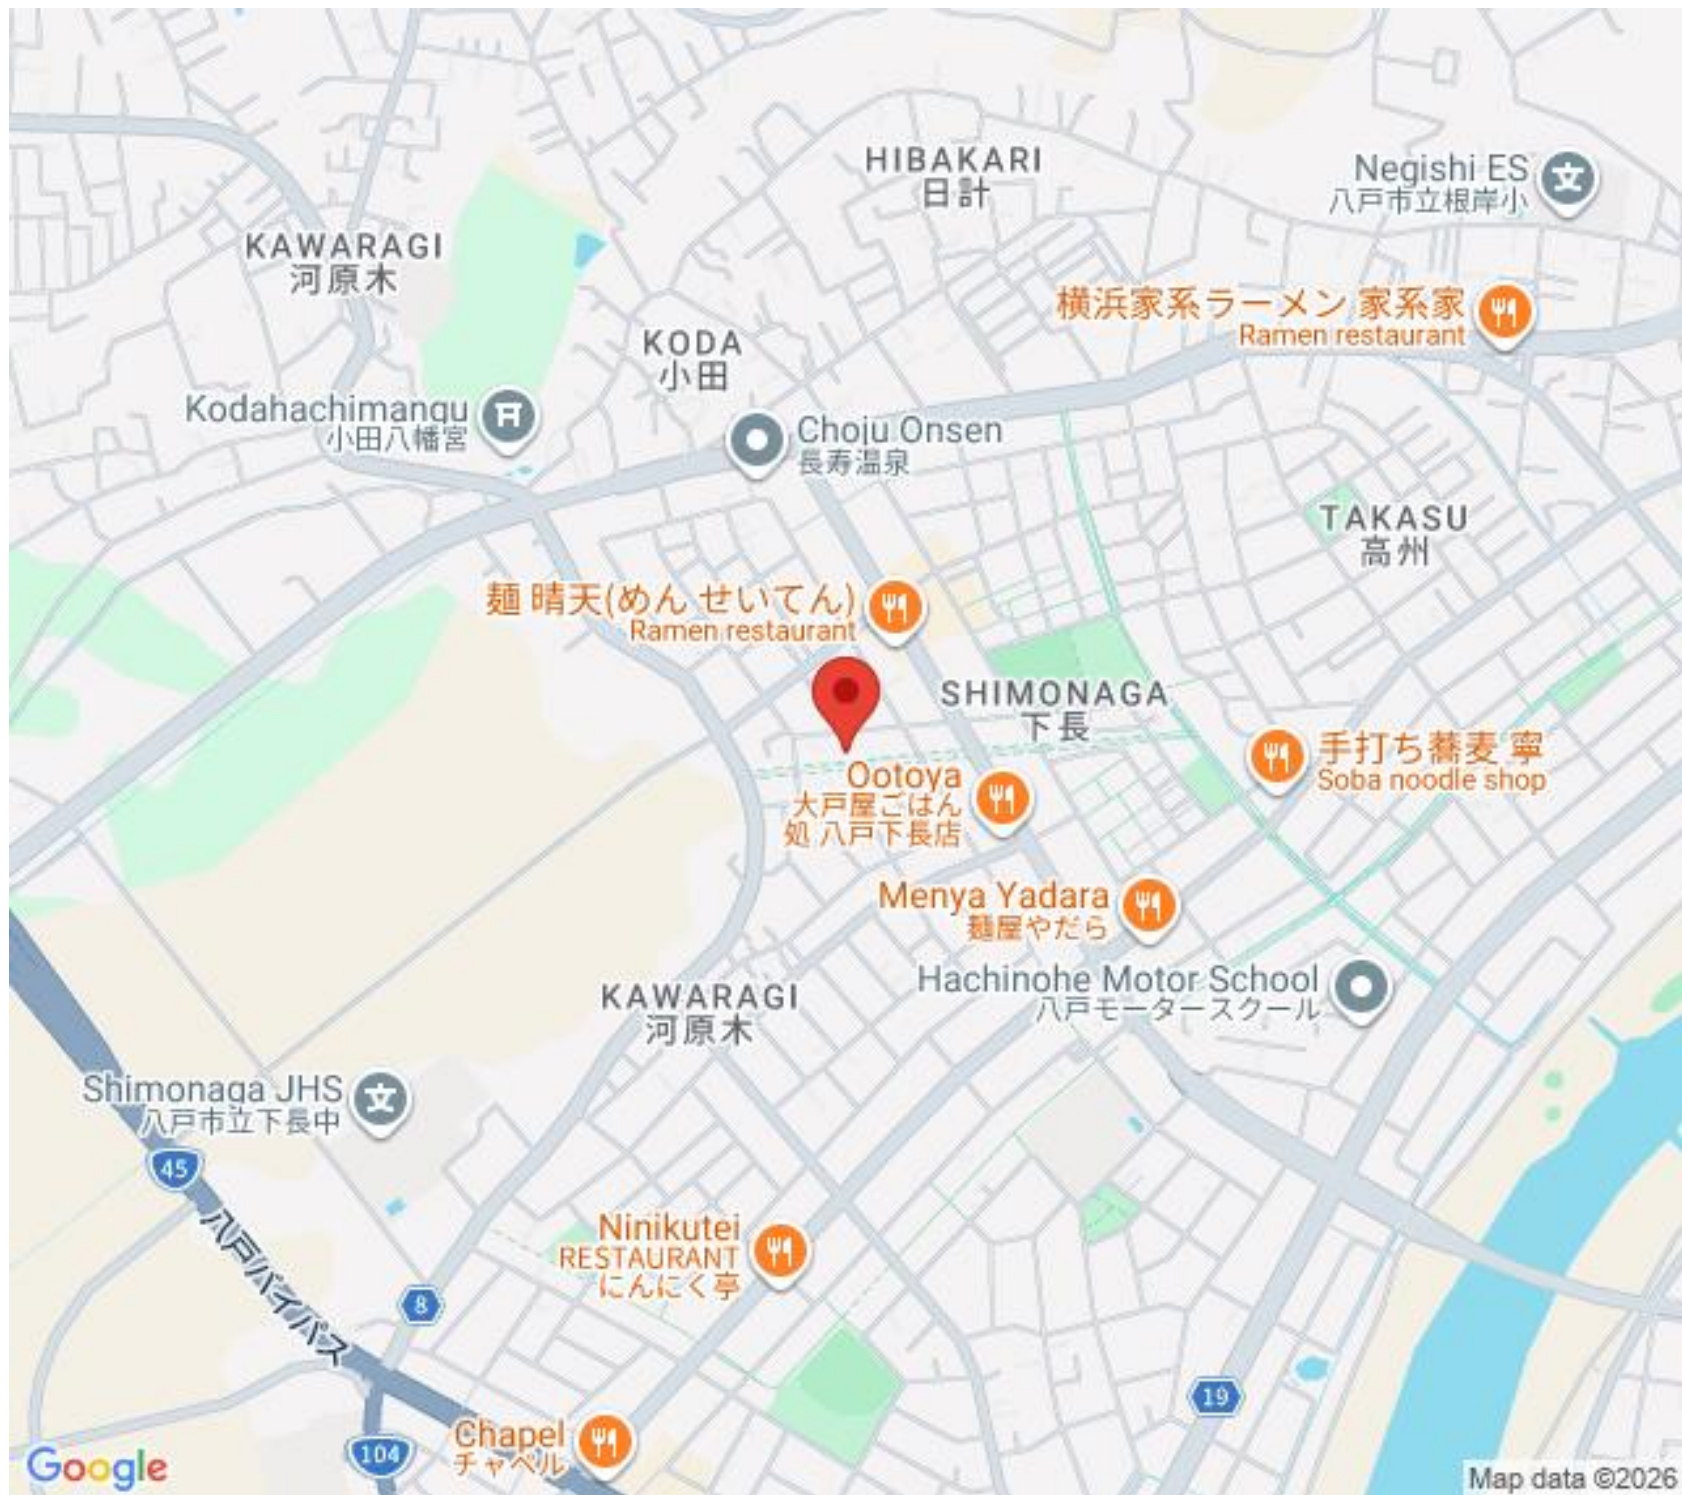 HIBAKARI
日計
Negishi ES
八戸市立根岸小
KAWARAGI
河原木
横浜家系ラーメン 家系家
Ramen restaurant
KODA
小田
Kodahachimangu
小田八幡宮
Choju Onsen
長寿温泉
TAKASU
高州
麺 晴天(めん せいてん)
Ramen restaurant
SHIMONAGA
下長
手打ち蕎麦 寧
Soba noodle shop
Ootoya
大戸屋ごはん
処 八戸下長店
Menya Yadara
麺屋やだら
Hachinohe Motor School
八戸モータースクール
KAWARAGI
河原木
Shimonaga JHS
八戸市立下長中
45
八戸バイパス
Ninikutei
RESTAURANT
にんにく亭
8
19
Chapel
チャペル
104
Google
Map data ©2026